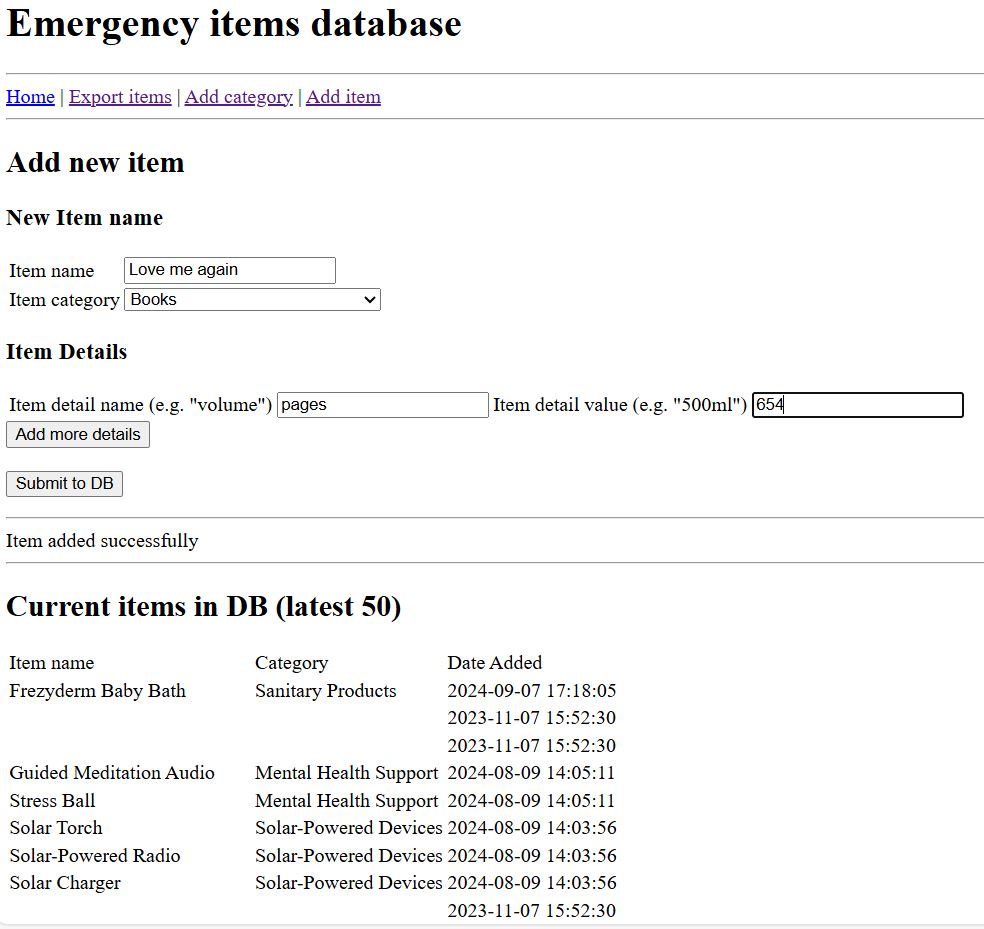 Emergency items database
Home | Export items | Add category | Add item
Add new item
New Item name
Item name Love me again
Item category Books
Item Details
Item detail name (e.g. "volume") pages Item detail value (e.g. "500ml") 654
Add more details
Submit to DB
Item added successfully
Current items in DB (latest 50)
Item name Category Date Added
Frezyderm Baby Bath Sanitary Products 2024-09-07 17:18:05
2023-11-07 15:52:30
2023-11-07 15:52:30
Guided Meditation Audio Mental Health Support 2024-08-09 14:05:11
Stress Ball Mental Health Support 2024-08-09 14:05:11
Solar Torch Solar-Powered Devices 2024-08-09 14:03:56
Solar-Powered Radio Solar-Powered Devices 2024-08-09 14:03:56
Solar Charger Solar-Powered Devices 2024-08-09 14:03:56
2023-11-07 15:52:30